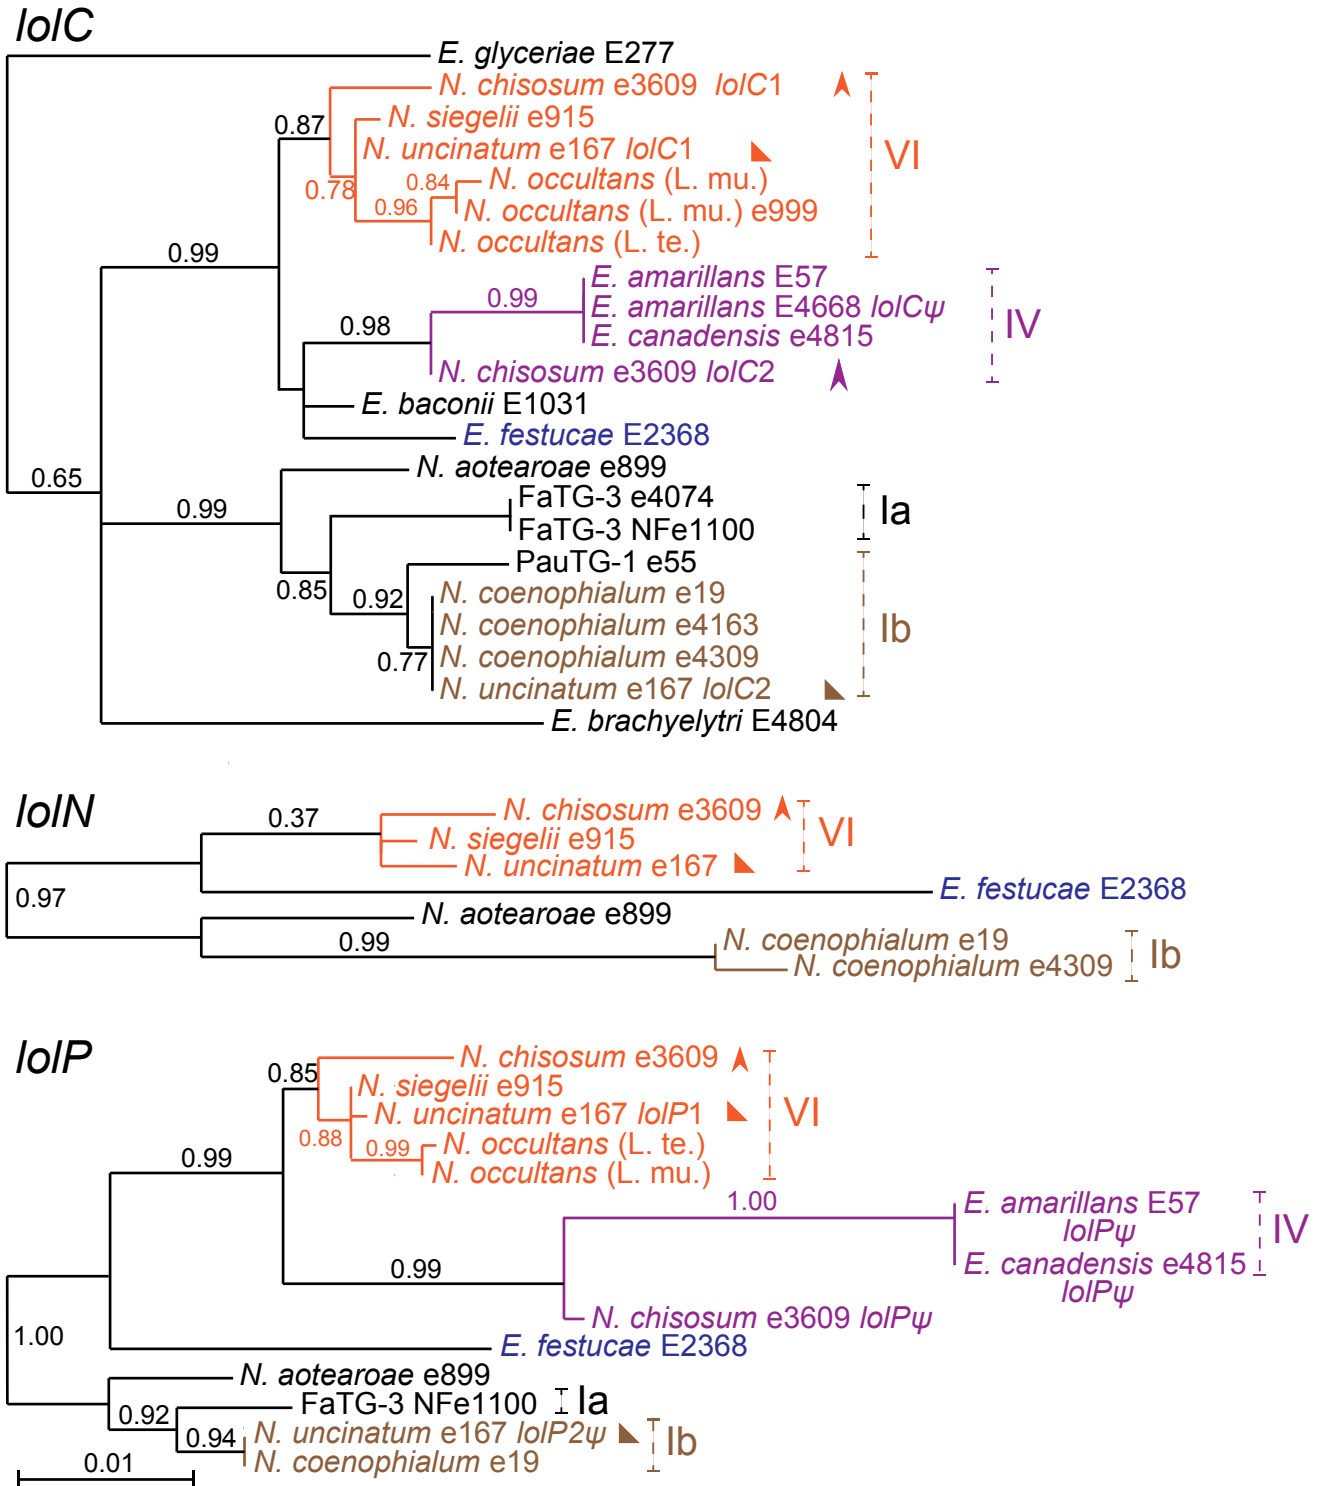 lolC
E. glyceriae E277
N. chisosum e3609 lolC1
0.87
N. siegelii e915
N. uncinatum e167 lolC1
VI
0.84
N. occultans (L. mu.)
0.78
0.96
N. occultans (L. mu.) e999
N. occultans (L. te.)
0.99
E. amarillans E57
0.99
E. amarillans E4668 lolCψ
0.98
E. canadensis e4815
IV
N. chisosum e3609 lolC2
E. baconii E1031
E. festucae E2368
N. aotearoae e899
0.65
FaTG-3 e4074
Ia
0.99
FaTG-3 NFe1100
PauTG-1 e55
0.85
0.92
N. coenophialum e19
N. coenophialum e4163
Ib
0.77
N. coenophialum e4309
N. uncinatum e167 lolC2
E. brachyelytri E4804
lolN
N. chisosum e3609
0.37
N. siegelii e915
VI
N. uncinatum e167
E. festucae E2368
0.97
N. aotearoae e899
0.99
N. coenophialum e19
N. coenophialum e4309
Ib
lolP
N. chisosum e3609
0.85
N. siegelii e915
N. uncinatum e167 lolP1
VI
0.88
0.99
N. occultans (L. te.)
N. occultans (L. mu.)
0.99
1.00
E. amarillans E57
lolPψ
IV
E. canadensis e4815
lolPψ
0.99
N. chisosum e3609 lolPψ
1.00
E. festucae E2368
N. aotearoae e899
FaTG-3 NFe1100
Ia
0.92
N. uncinatum e167 lolP2ψ
0.94
Ib
N. coenophialum e19
0.01